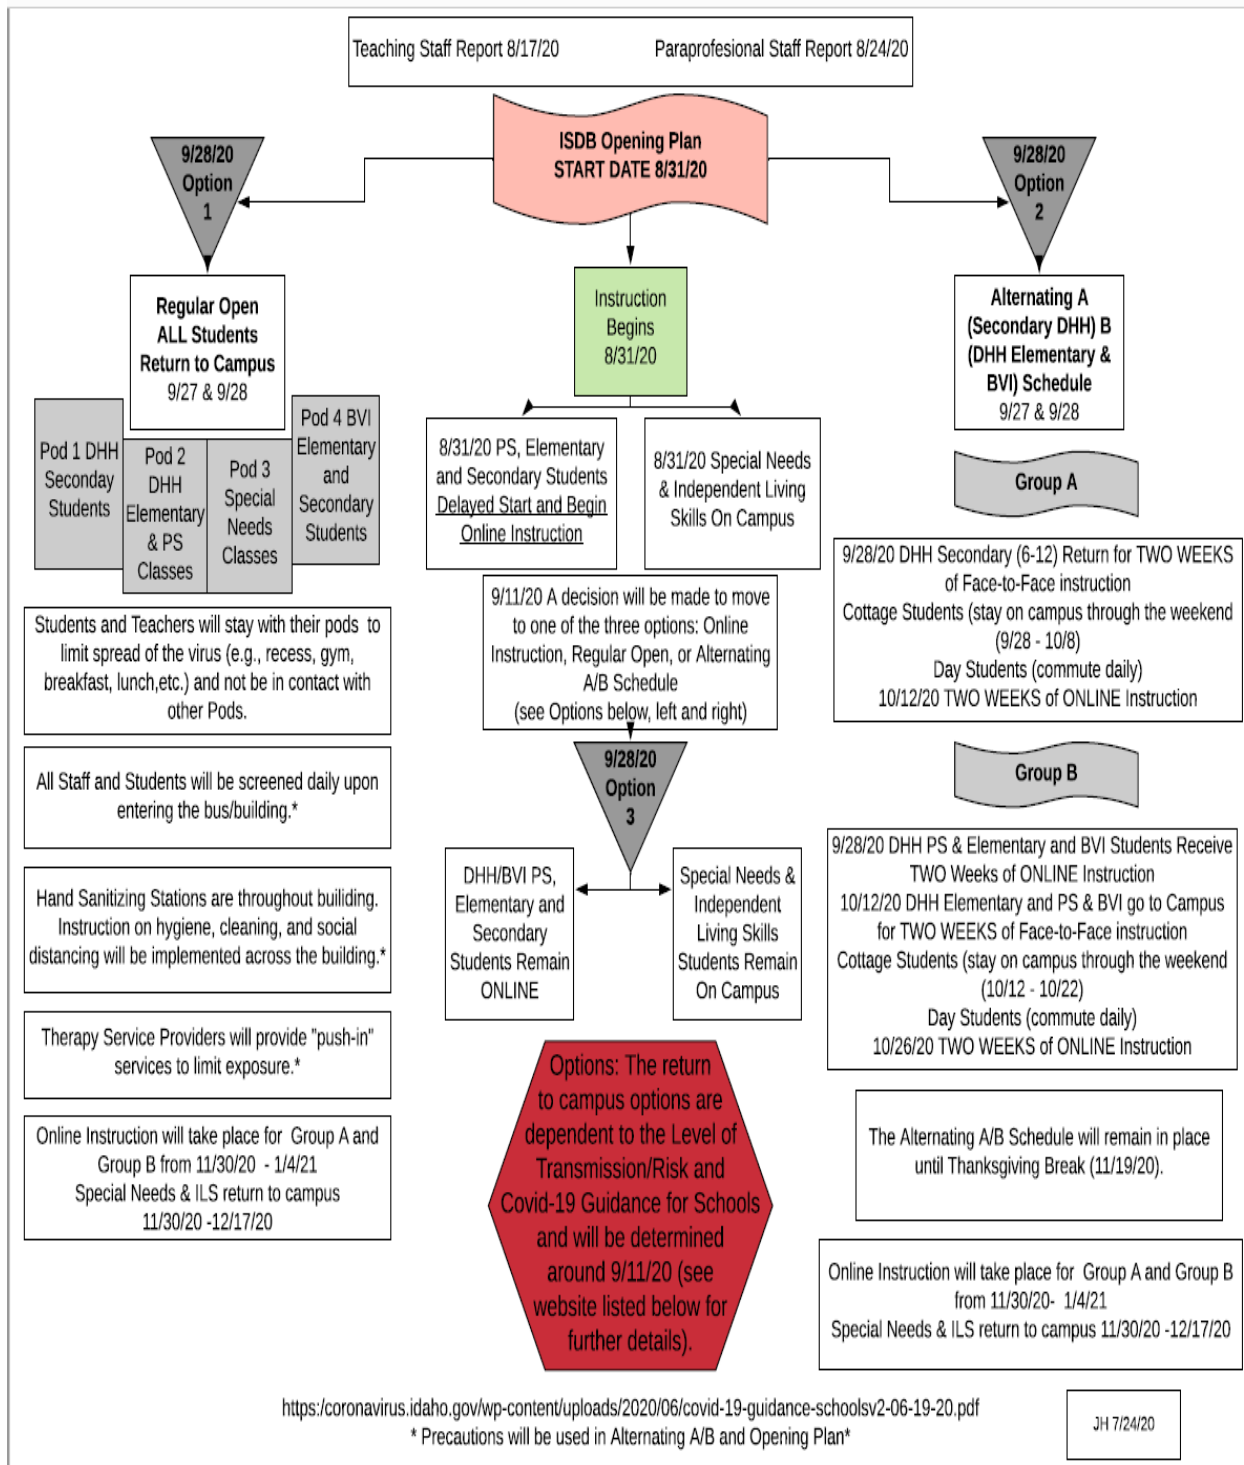 Teaching Staff Report 8/17/20
Paraprofesional Staff Report 8/24/20
ISDB Opening Plan
START DATE 8/31/20
9/28/20
Option
1
Regular Open
ALL Students
Return to Campus
9/27 & 9/28
Pod 1 DHH
Seconday
Students
Pod 2
DHH
Elementary
& PS
Classes
Pod 3
Special
Needs
Classes
Pod 4 BVI
Elementary
and
Secondary
Students
Students and Teachers will stay with their pods to
limit spread of the virus (e.g., recess, gym,
breakfast, lunch,etc.) and not be in contact with
other Pods.
All Staff and Students will be screened daily upon
entering the bus/building.*
Hand Sanitizing Stations are throughout builiding.
Instruction on hygiene, cleaning, and social
distancing will be implemented across the building.*
Therapy Service Providers will provide "push-in"
services to limit exposure.*
Online Instruction will take place for Group A and
Group B from 11/30/20 - 1/4/21
Special Needs & ILS return to campus
11/30/20 -12/17/20
Instruction
Begins
8/31/20
8/31/20 PS, Elementary
and Secondary Students
Delayed Start and Begin
Online Instruction
8/31/20 Special Needs
& Independent Living
Skills On Campus
9/11/20 A decision will be made to move
to one of the three options: Online
Instruction, Regular Open, or Alternating
A/B Schedule
(see Options below, left and right)
9/28/20
Option
3
DHH/BVI PS,
Elementary and
Secondary
Students Remain
ONLINE
Special Needs &
Independent
Living Skills
Students Remain
On Campus
Options: The return
to campus options are
dependent to the Level of
Transmission/Risk and
Covid-19 Guidance for Schools
and will be determined
around 9/11/20 (see
website listed below for
further details).
9/28/20
Option
2
Alternating A
(Secondary DHH) B
(DHH Elementary &
BVI) Schedule
9/27 & 9/28
Group A
9/28/20 DHH Secondary (6-12) Return for TWO WEEKS
of Face-to-Face instruction
Cottage Students (stay on campus through the weekend
(9/28 - 10/8)
Day Students (commute daily)
10/12/20 TWO WEEKS of ONLINE Instruction
Group B
9/28/20 DHH PS & Elementary and BVI Students Receive
TWO Weeks of ONLINE Instruction
10/12/20 DHH Elementary and PS & BVI go to Campus
for TWO WEEKS of Face-to-Face instruction
Cottage Students (stay on campus through the weekend
(10/12 - 10/22)
Day Students (commute daily)
10/26/20 TWO WEEKS of ONLINE Instruction
The Alternating A/B Schedule will remain in place
until Thanksgiving Break (11/19/20).
Online Instruction will take place for Group A and Group B
from 11/30/20- 1/4/21
Special Needs & ILS return to campus 11/30/20 -12/17/20
https:/coronavirus.idaho.gov/wp-content/uploads/2020/06/covid-19-guidance-schoolsv2-06-19-20.pdf
* Precautions will be used in Alternating A/B and Opening Plan*
JH 7/24/20